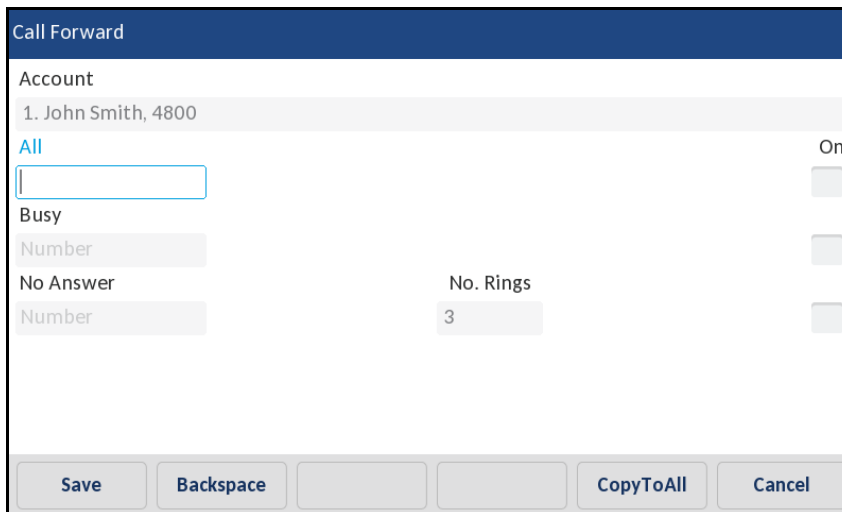 Call Forward
Account
1. John Smith, 4800
All On
Busy
Number
No Answer No. Rings
Number 3
Save Backspace CopyToAll Cancel